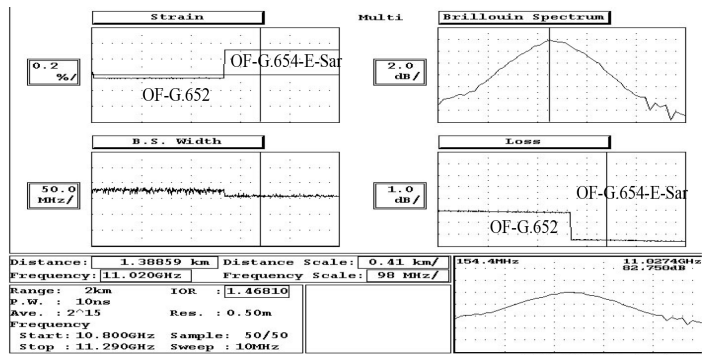 Strain
Multi
Brillouin Spectrum
0.2
%/
OF-G.654-E-Sar
OF-G.652
2.0
dB/
B.S. Width
Loss
50.0
MHz/
1.0
dB/
OF-G.654-E-Sar
OF-G.652
Distance: 1.38859 km Distance Scale: 0.41 km/
Frequency: 11.020GHz Frequency Scale: 98 MHz/
Range: 2km IOR : 1.46810
P.W. : 10ns
Ave. : 2^15 Res. : 0.50m
Frequency
Start: 10.800GHz Sample: 50/50
Stop : 11.290GHz Sweep : 10MHz
154.4MHz 11.0274GHz
82.750dB